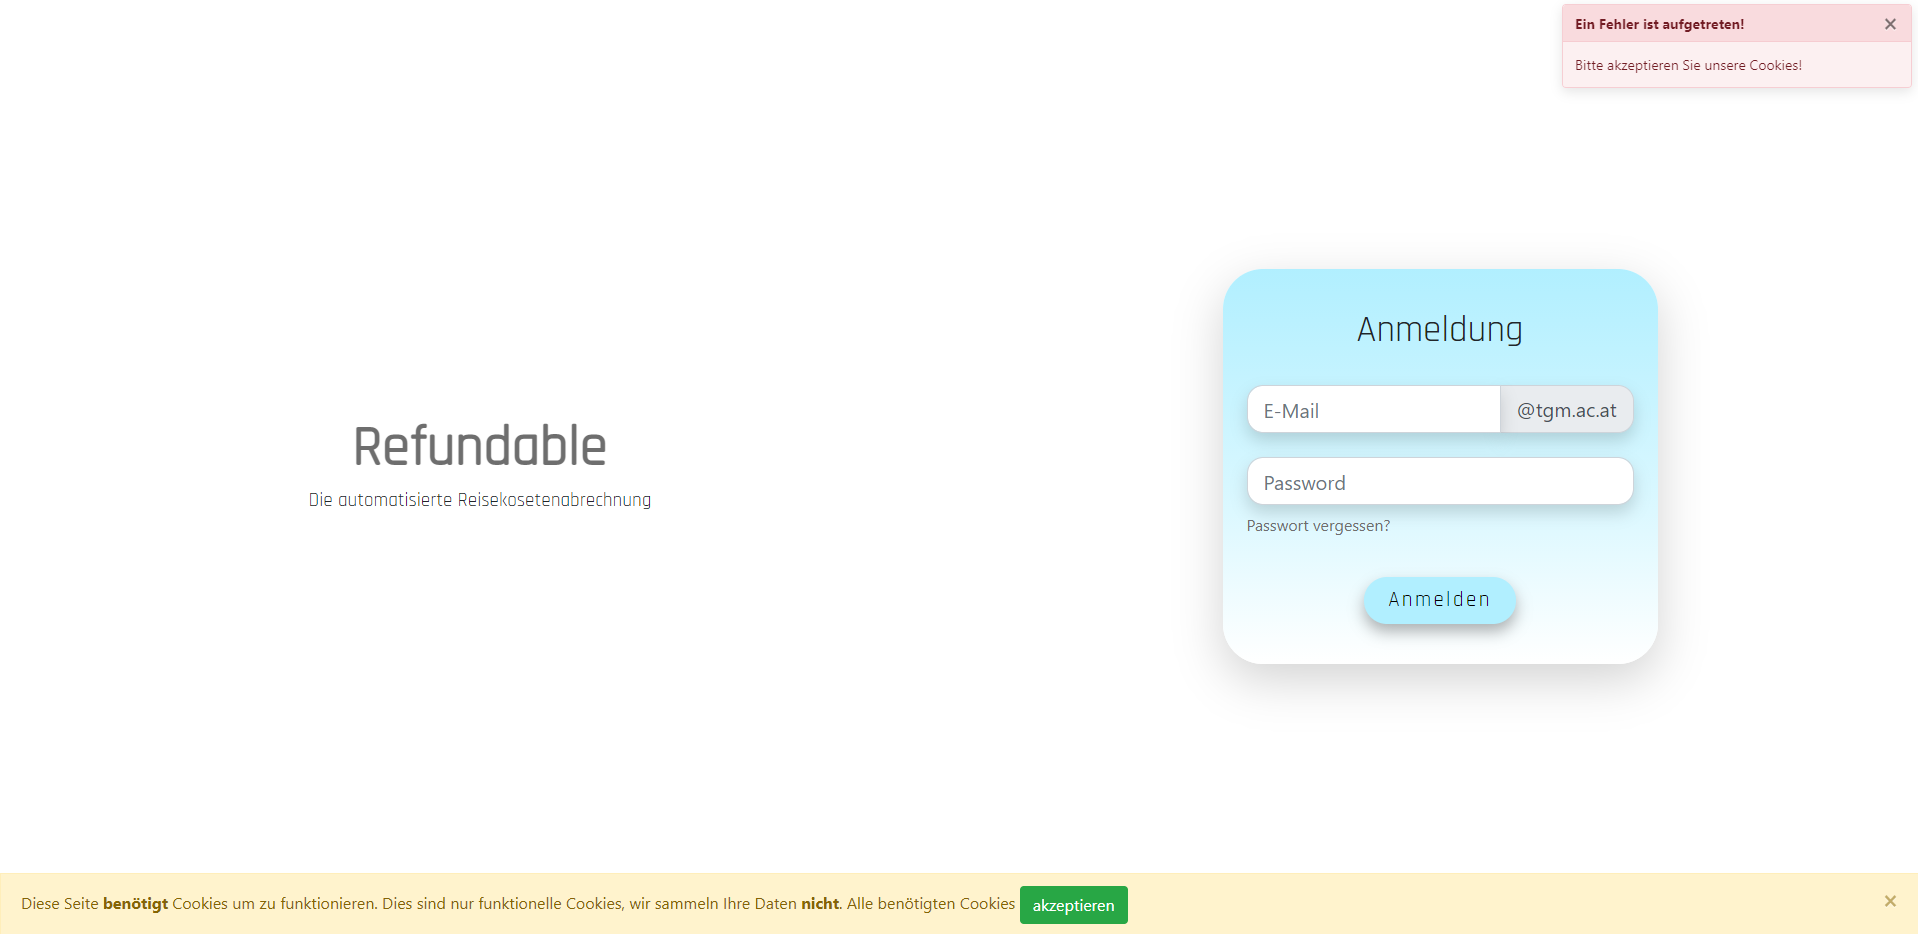 Ein Fehler ist aufgetreten! ×
Bitte akzeptieren Sie unsere Cookies!
Refundable
Die automatisierte Reisekosetenabrechnung
Anmeldung
E-Mail @tgm.ac.at
Password
Passwort vergessen?
Anmelden
Diese Seite benötigt Cookies um zu funktionieren. Dies sind nur funktionelle Cookies, wir sammeln Ihre Daten nicht. Alle benötigten Cookies akzeptieren ×